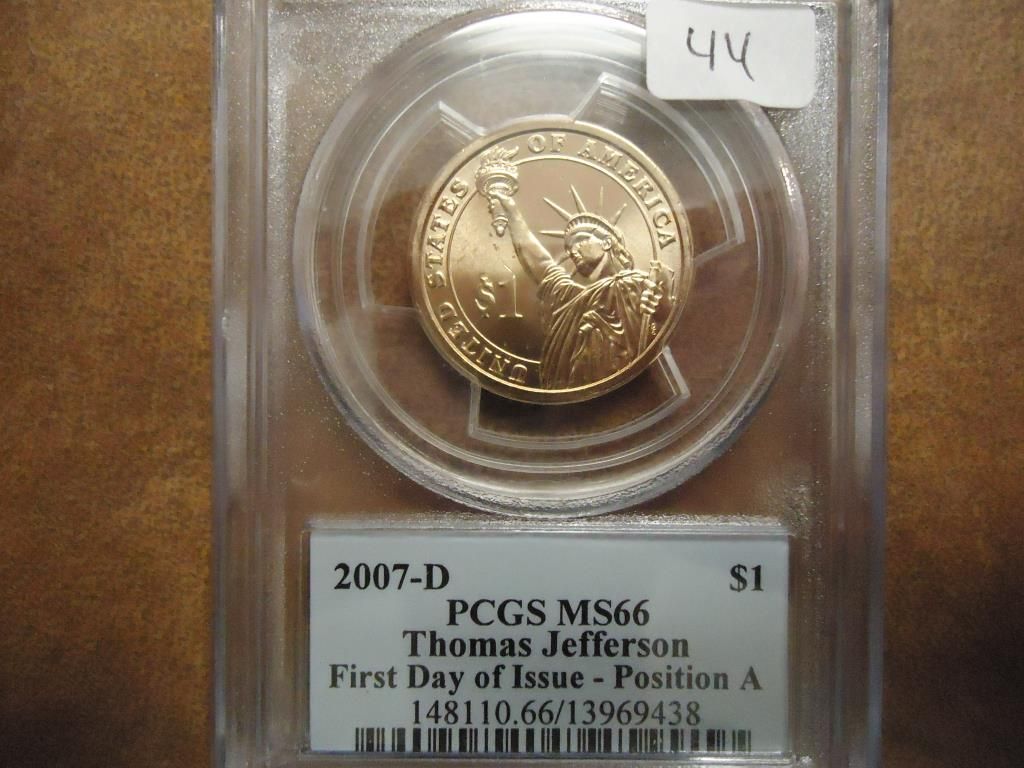 44
UNITED STATES OF AMERICA
$1
2007-D $1
PCGS MS66
Thomas Jefferson
First Day of Issue - Position A
148110.66/13969438